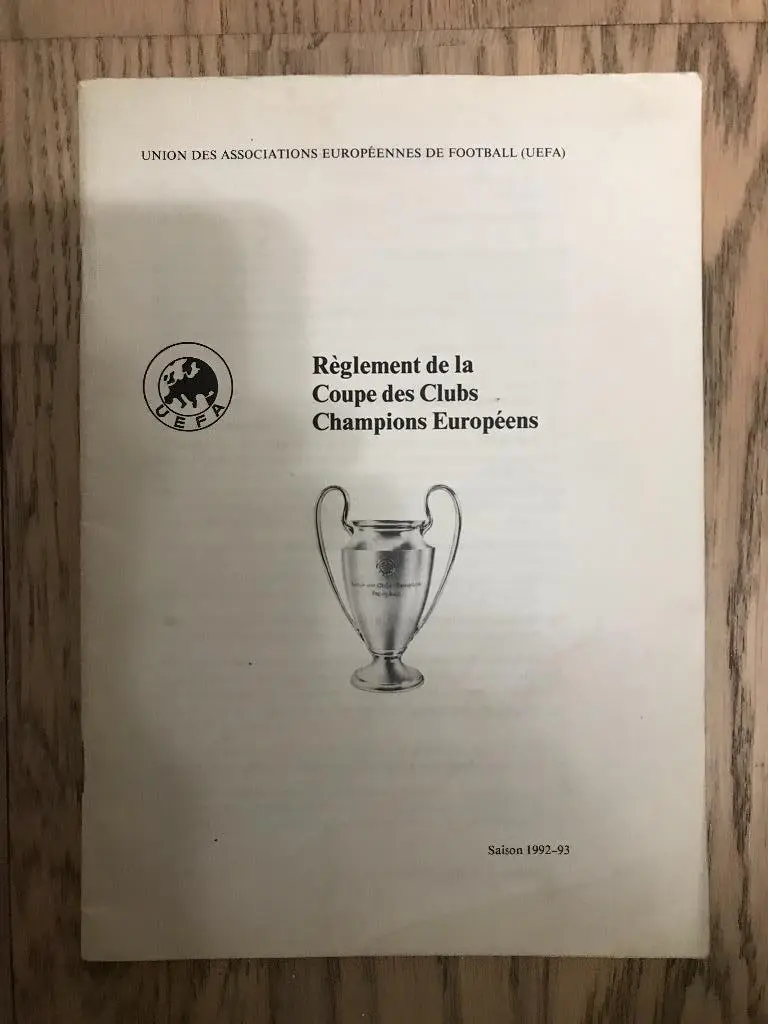 UNION DES ASSOCIATIONS EUROPÉENNES DE FOOTBALL (UEFA)
Règlement de la
Coupe des Clubs
Champions Européens
UEFA
Saison 1992–93